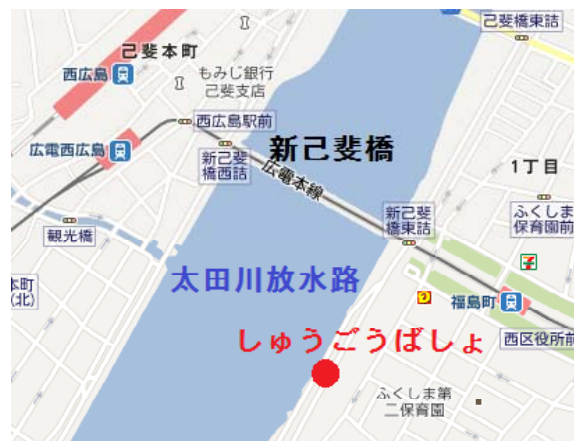 己斐橋東詰
己斐本町
西広島
もみじ銀行
己斐支店
西広島駅前
広電西広島
新己斐
橋西詰
新己斐橋
広電本線
1丁目
新己斐
橋東詰
ふくしま
保育園前
観光橋
太田川放水路
本町
(北)
福島町
西区役所前
しゅうごうばしょ
ふくしま第
二保育園